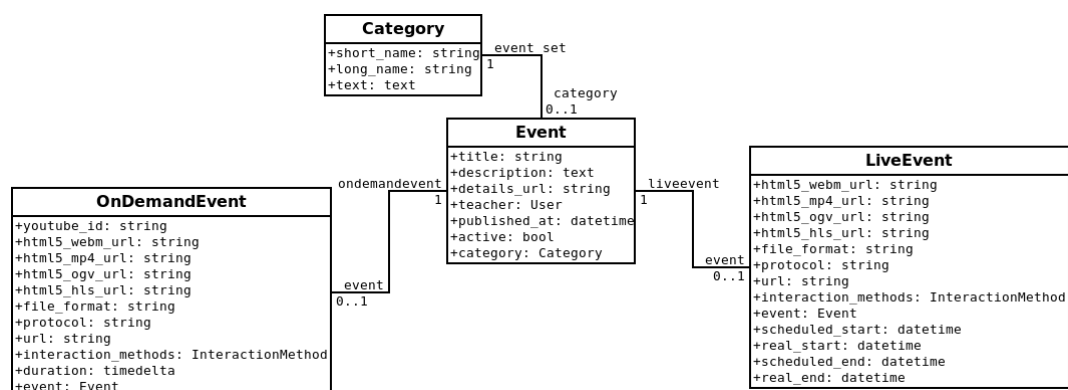 Category
+short_name: string
+long_name: string
+text: text
event_set
1
category
0..1
Event
+title: string
+description: text
+details_url: string
+teacher: User
+published_at: datetime
+active: bool
+category: Category
ondemandevent
1
event
0..1
liveevent
1
event
0..1
OnDemandEvent
+youtube_id: string
+html5_webm_url: string
+html5_mp4_url: string
+html5_ogv_url: string
+html5_hls_url: string
+file_format: string
+protocol: string
+url: string
+interaction_methods: InteractionMethod
+duration: timedelta
+event: Event
LiveEvent
+html5_webm_url: string
+html5_mp4_url: string
+html5_ogv_url: string
+html5_hls_url: string
+file_format: string
+protocol: string
+url: string
+interaction_methods: InteractionMethod
+event: Event
+scheduled_start: datetime
+real_start: datetime
+scheduled_end: datetime
+real_end: datetime